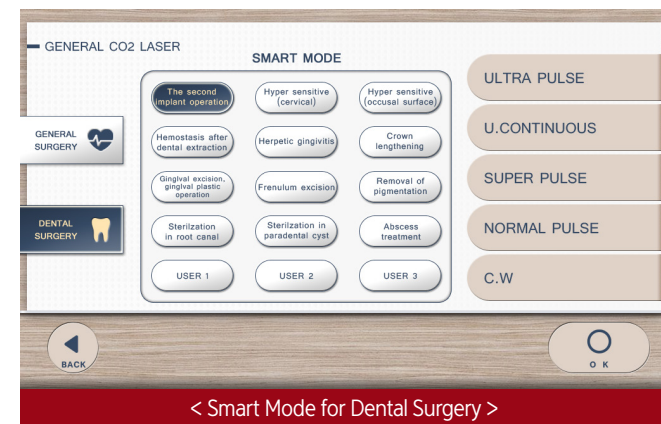 GENERAL CO2 LASER
SMART MODE
The second
implant operation
Hyper sensitive
(cervical)
Hyper sensitive
(occusal surface)
Hemostasis after
dental extraction
Herpetic gingivitis
Crown
lengthening
Gingival excision,
gingival plastic
operation
Frenulum excision
Removal of
pigmentation
Sterilzation
in root canal
Sterilzation in
paradental cyst
Abscess
treatment
USER 1
USER 2
USER 3
GENERAL
SURGERY
DENTAL
SURGERY
ULTRA PULSE
U.CONTINUOUS
SUPER PULSE
NORMAL PULSE
C.W
BACK
O K
< Smart Mode for Dental Surgery >